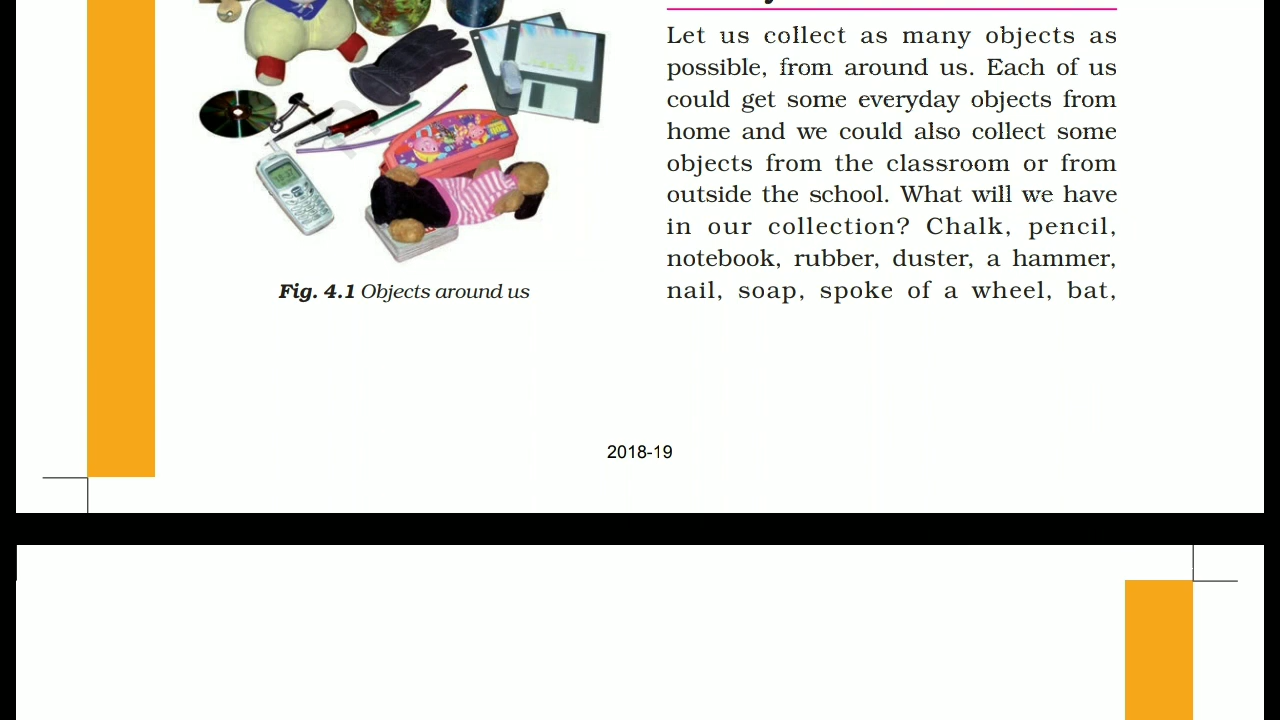 Let us collect as many objects as
possible, from around us. Each of us
could get some everyday objects from
home and we could also collect some
objects from the classroom or from
outside the school. What will we have
in our collection? Chalk, pencil,
notebook, rubber, duster, a hammer,
nail, soap, spoke of a wheel, bat,
Fig. 4.1 Objects around us
2018-19